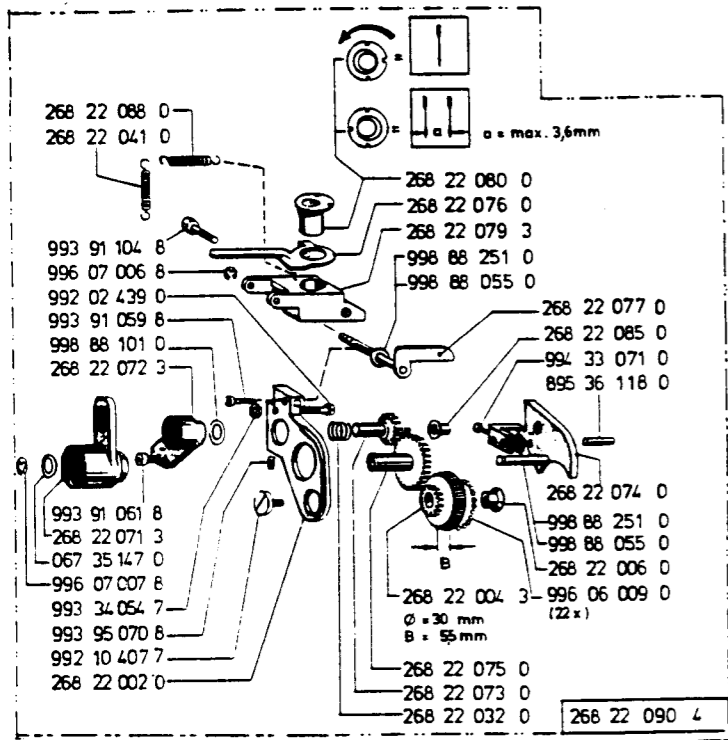 =
=
a
a = max. 3,6mm
268 22 088 0
268 22 041 0
268 22 080 0
268 22 076 0
268 22 079 3
998 88 251 0
998 88 055 0
993 91 104 8
996 07 006 8
992 02 439 0
993 91 059 8
998 88 101 0
268 22 072 3
268 22 077 0
268 22 085 0
994 33 071 0
895 36 118 0
993 91 061 8
268 22 071 3
067 35 147 0
996 07 007 8
993 34 054 7
993 95 070 8
992 10 407 7
268 22 002 0
268 22 074 0
998 88 251 0
998 88 055 0
268 22 006 0
996 06 009 0
(22x)
B
268 22 004 3
Ø = 30 mm
B = 5,5 mm
268 22 075 0
268 22 073 0
268 22 032 0
268 22 090 4